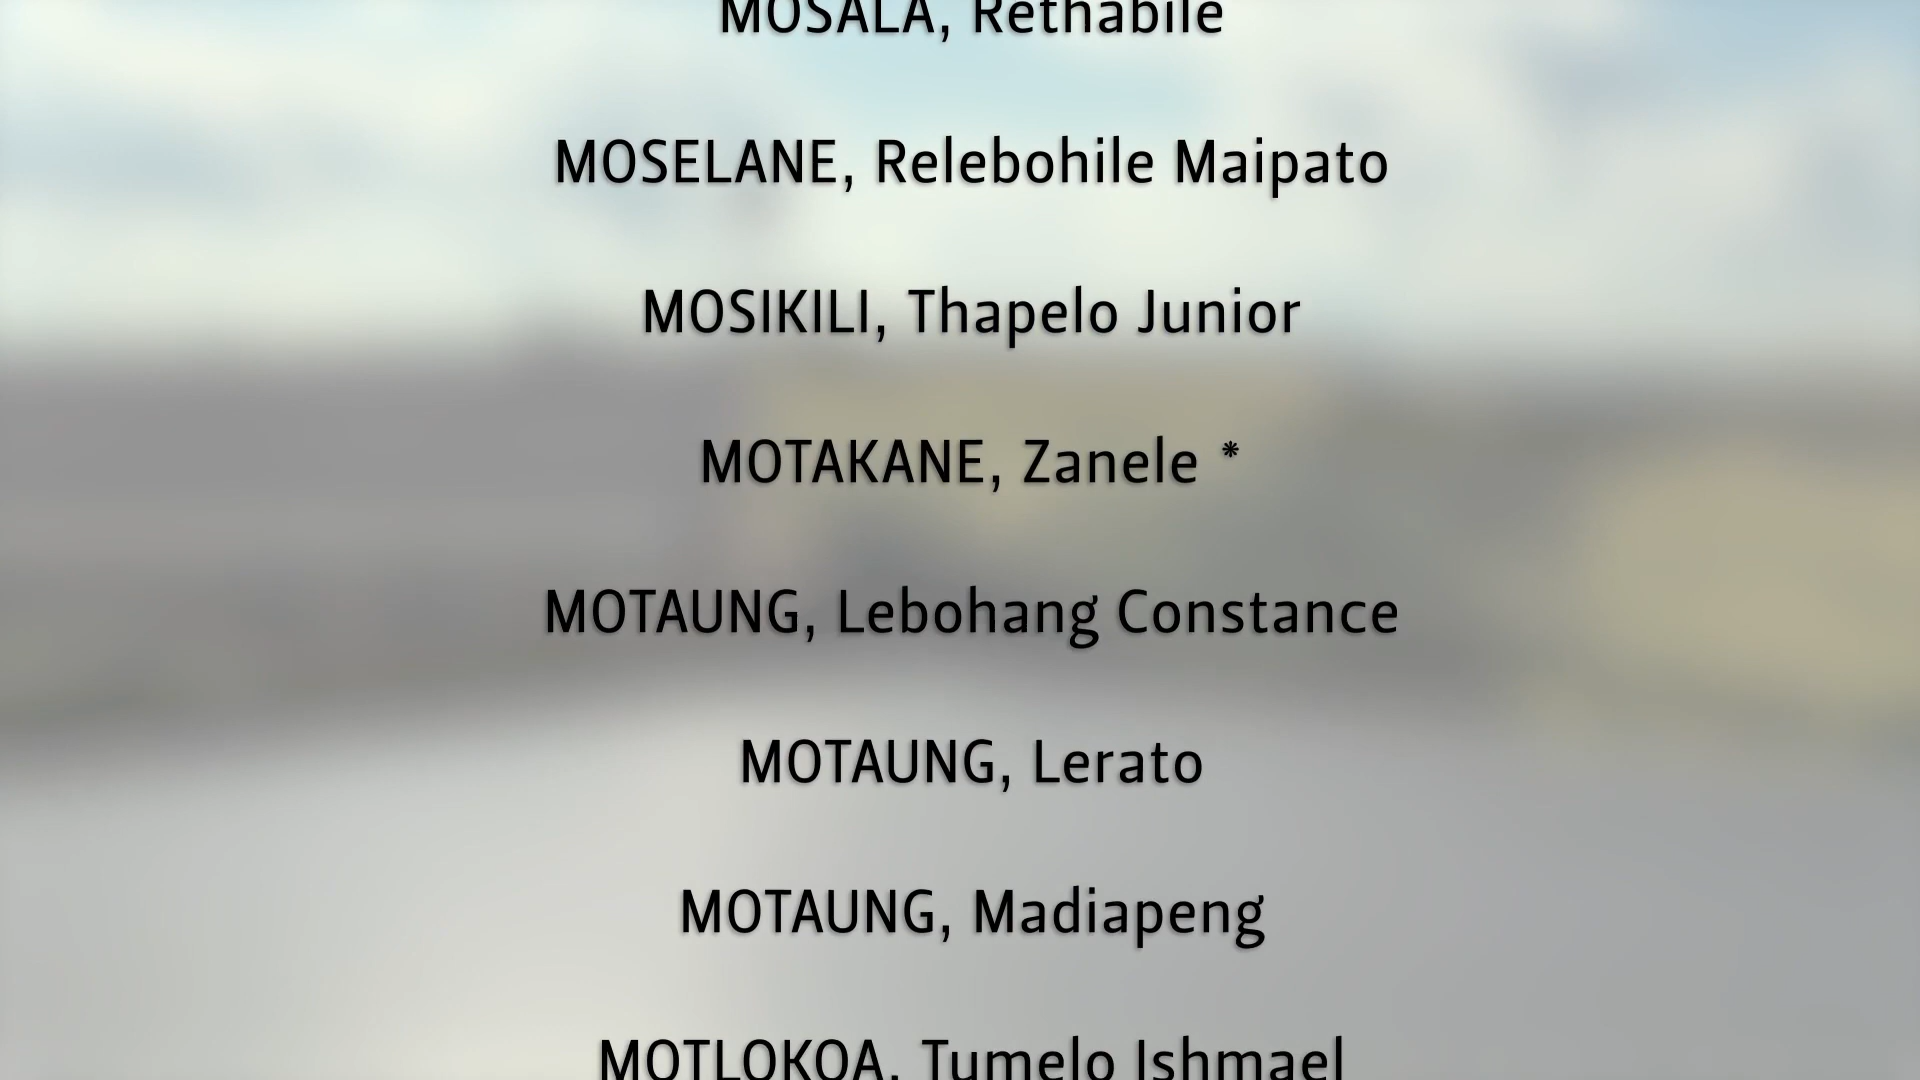 MOSALA, Rethabile
MOSELANE, Relebohile Maipato
MOSIKILI, Thapelo Junior
MOTAKANE, Zanele *
MOTAUNG, Lebohang Constance
MOTAUNG, Lerato
MOTAUNG, Madiapeng
MOTLOKOA, Tumelo Ishmael